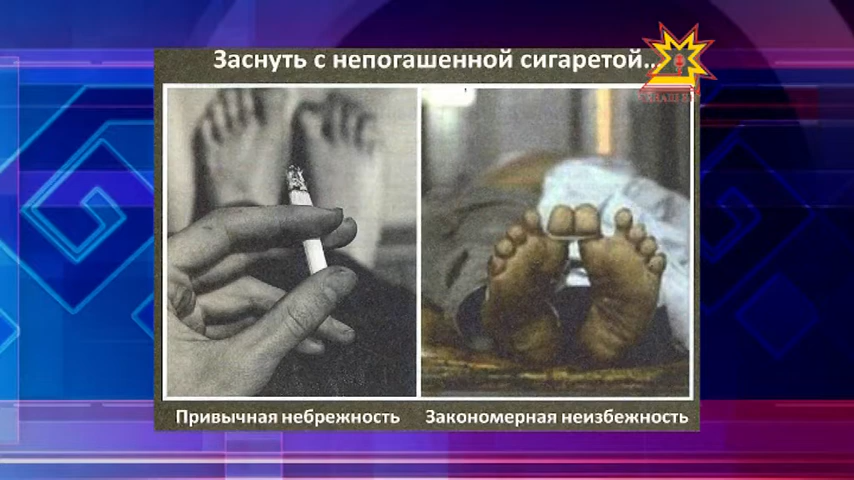 Заснуть с непогашенной сигаретой...
Привычная небрежность
Закономерная неизбежность